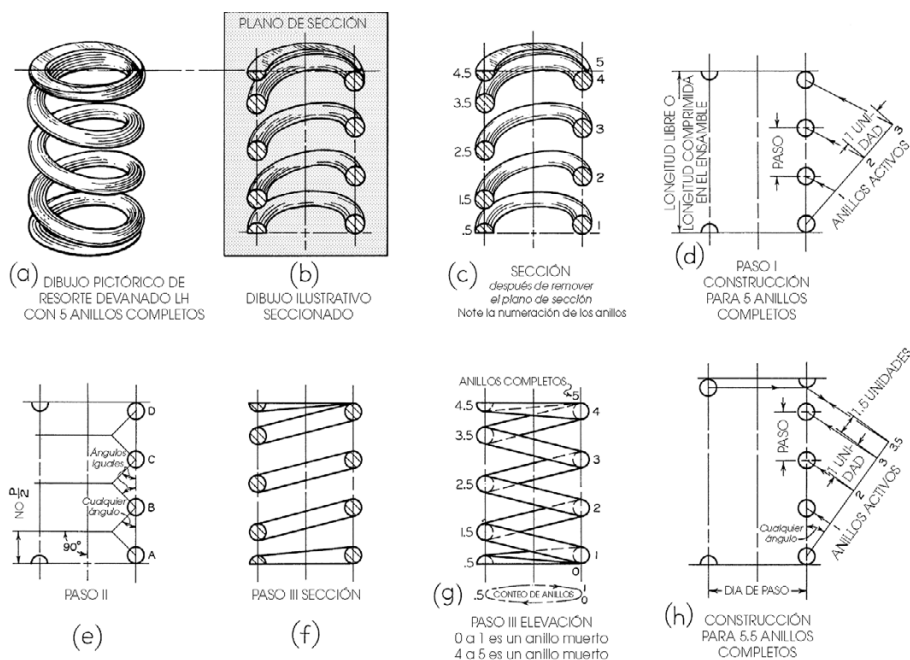 PLANO DE SECCIÓN
4.5
3.5
2.5
1.5
.5
5
4
3
2
1
LONGITUD LIBRE O
LONGITUD COMPRIMIDA
EN EL ENSAMBLE
PASO
1 UNI-
DAD
1
2
3
ANILLOS ACTIVOS
(a)
DIBUJO PICTÓRICO DE
RESORTE DEVANADO LH
CON 5 ANILLOS COMPLETOS
(b)
DIBUJO ILUSTRATIVO
SECCIONADO
(c)
SECCIÓN
después de remover
el plano de sección
Note la numeración de los anillos
(d)
PASO I
CONSTRUCCIÓN
PARA 5 ANILLOS
COMPLETOS
D
C
B
A
Ángulos
iguales
Cualquier
ángulo
NO P/2
90°
PASO II
(e)
PASO III SECCIÓN
(f)
ANILLOS COMPLETOS
4.5
3.5
2.5
1.5
.5
5
4
3
2
1
0
.5
CONTEO DE ANILLOS
1
0
(g)
PASO III ELEVACIÓN
0 a 1 es un anillo muerto
4 a 5 es un anillo muerto
1.5 UNIDADES
PASO
1 UNI-
DAD
1
2
3
3.5
Cualquier
ángulo
ANILLOS ACTIVOS
DIA DE PASO
(h)
CONSTRUCCIÓN
PARA 5.5 ANILLOS
COMPLETOS